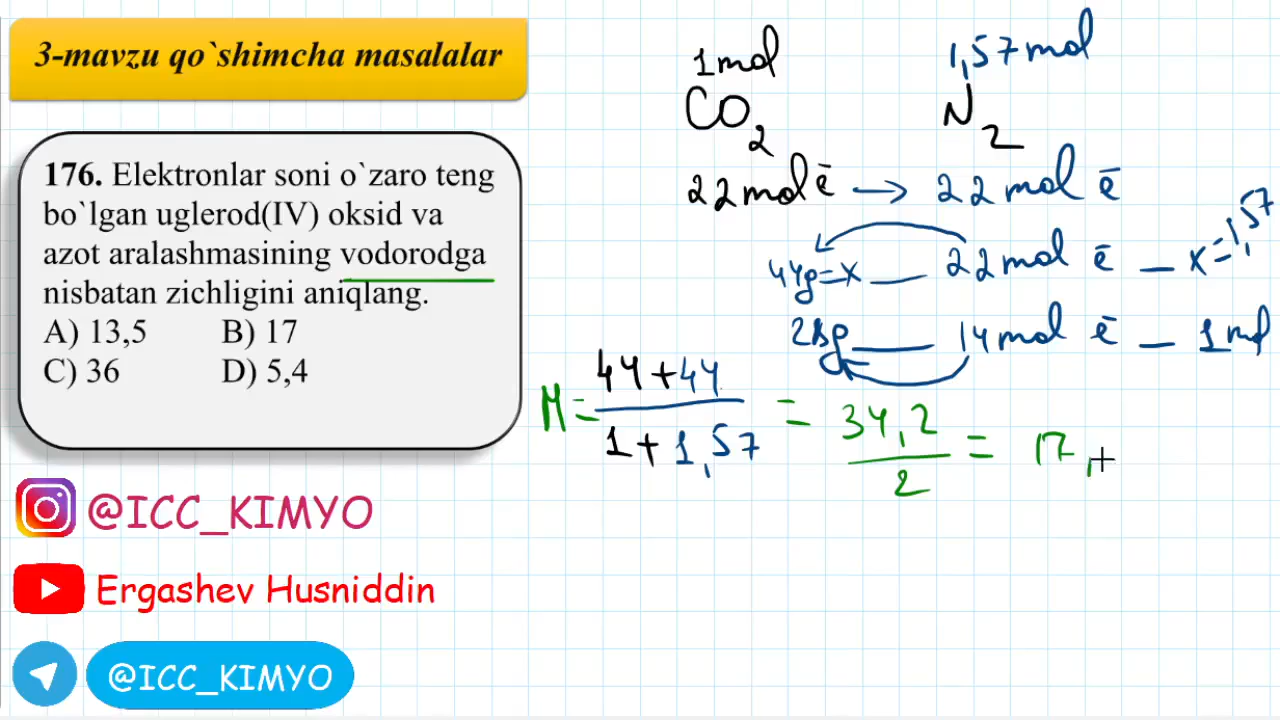 3-mavzu qo`shimcha masalalar
176. Elektronlar soni o`zaro teng
bo`lgan uglerod(IV) oksid va
azot aralashmasining vodorodga
nisbatan zichligini aniqlang.
A) 13,5 B) 17
C) 36 D) 5,4
@ICC_KIMYO
Ergashev Husniddin
@ICC_KIMYO
1mol 1,57mol
CO2 N2
22mol ē → 22mol ē
44g=x __ 22mol ē _ x=1,57
28g __ 14mol ē _ 1mol
M = 44+44 / 1+1,57 = 34,2 / 2 = 17,